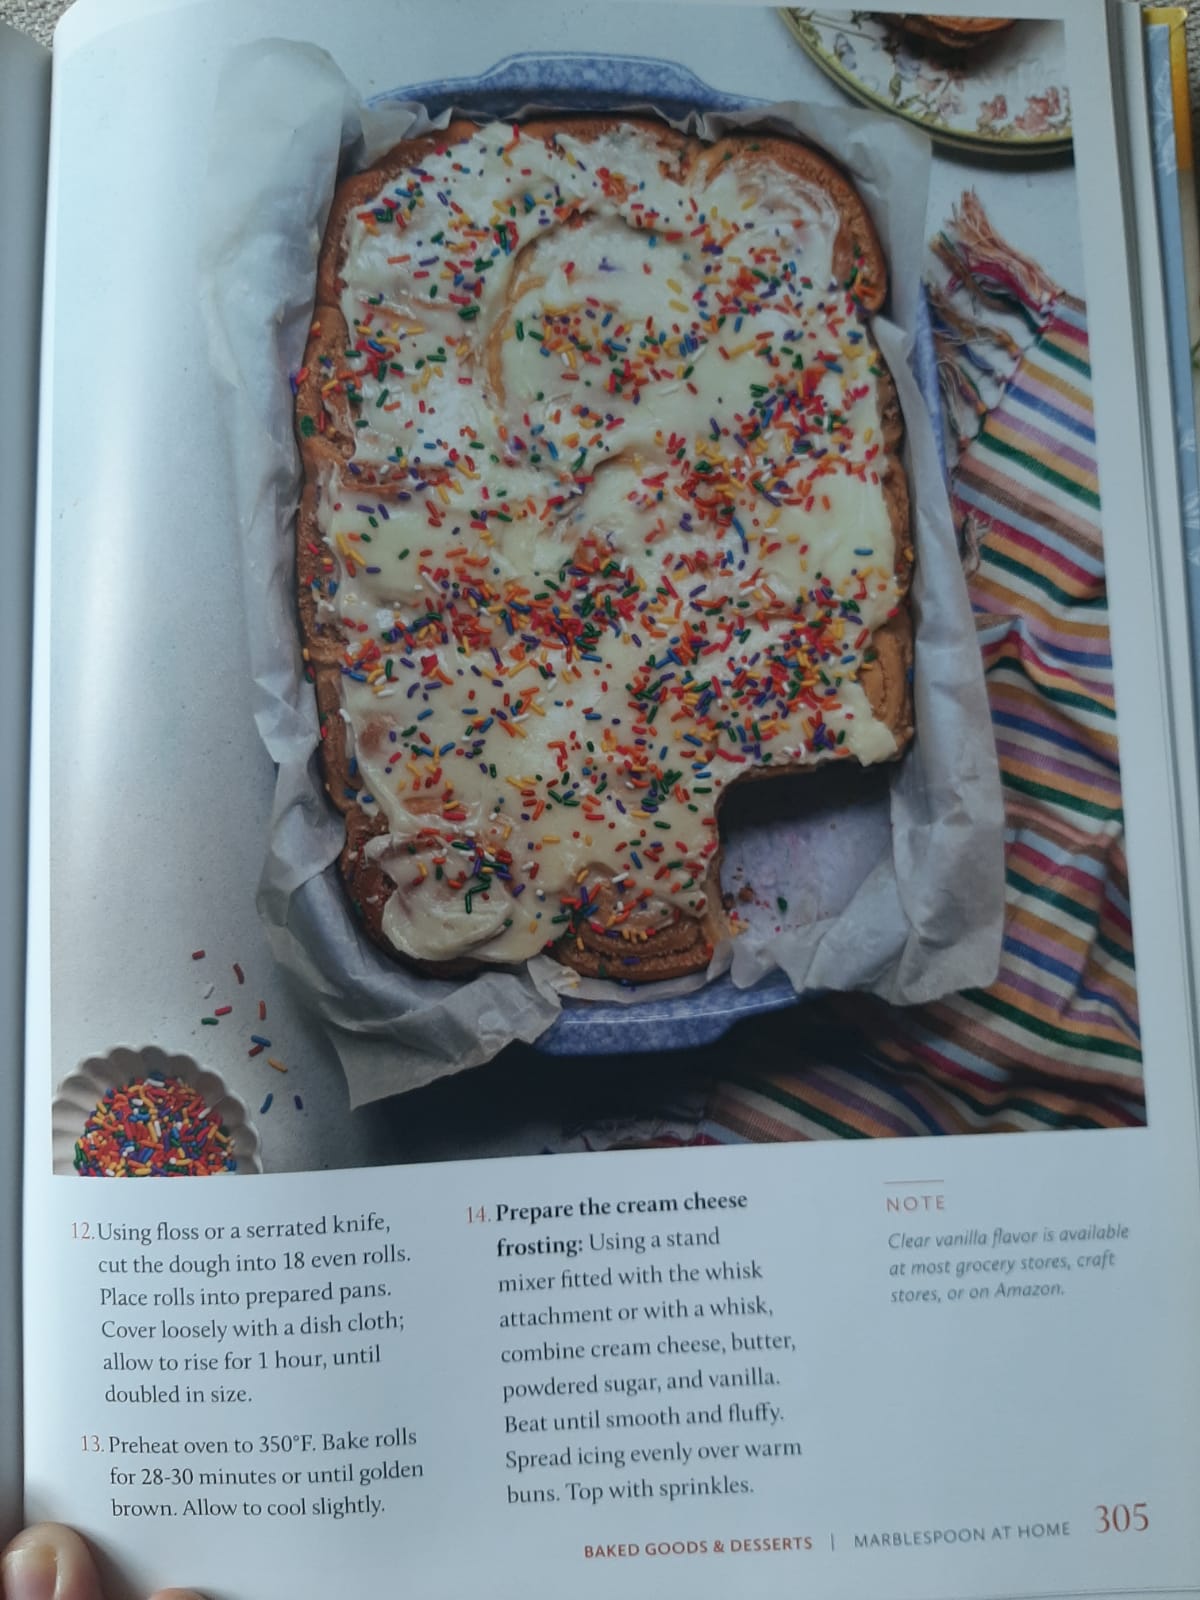 12. Using floss or a serrated knife,
cut the dough into 18 even rolls.
Place rolls into prepared pans.
Cover loosely with a dish cloth;
allow to rise for 1 hour, until
doubled in size.
13. Preheat oven to 350°F. Bake rolls
for 28-30 minutes or until golden
brown. Allow to cool slightly.
14. Prepare the cream cheese
frosting: Using a stand
mixer fitted with the whisk
attachment or with a whisk,
combine cream cheese, butter,
powdered sugar, and vanilla.
Beat until smooth and fluffy.
Spread icing evenly over warm
buns. Top with sprinkles.
NOTE
Clear vanilla flavor is available
at most grocery stores, craft
stores, or on Amazon.
BAKED GOODS & DESSERTS | MARBLESPOON AT HOME 305